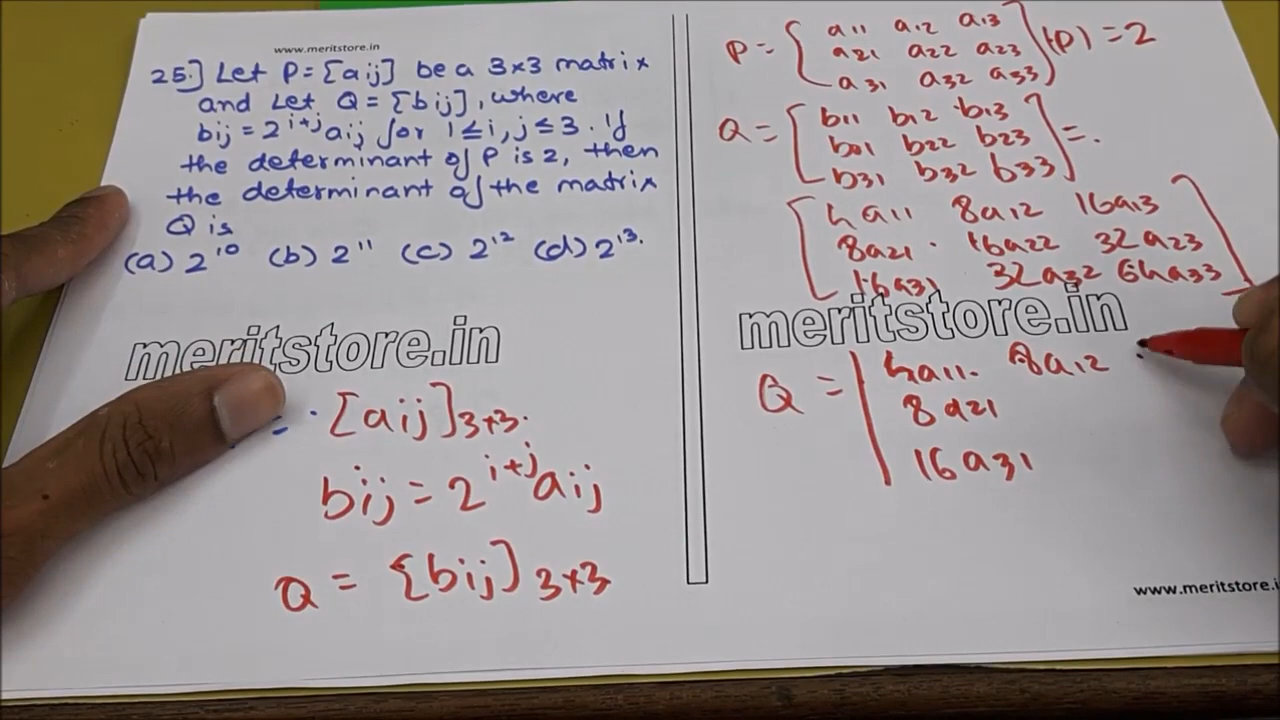 www.meritstore.in
25.] Let P = [aij] be a 3×3 matrix
and Let Q = [bij], where
bij = 2^{i+j} aij for 1 ≤ i, j ≤ 3. If
the determinant of P is 2, then
the determinant of the matrix
Q is
(a) 2^{10} (b) 2^{11} (c) 2^{12} (d) 2^{13}.
meritstore.in
= [aij]3×3.
bij = 2^{i+j} aij
Q = [bij]3×3
P = [a11 a12 a13
a21 a22 a23
a31 a32 a33] |P| = 2
Q = [b11 b12 b13
b21 b22 b23
b31 b32 b33] =.
[4a11 8a12 16a13
8a21 16a22 32a23
16a31 32a32 64a33]
meritstore.in
Q = | 4a11 8a12
8a21
16a31
www.meritstore.i